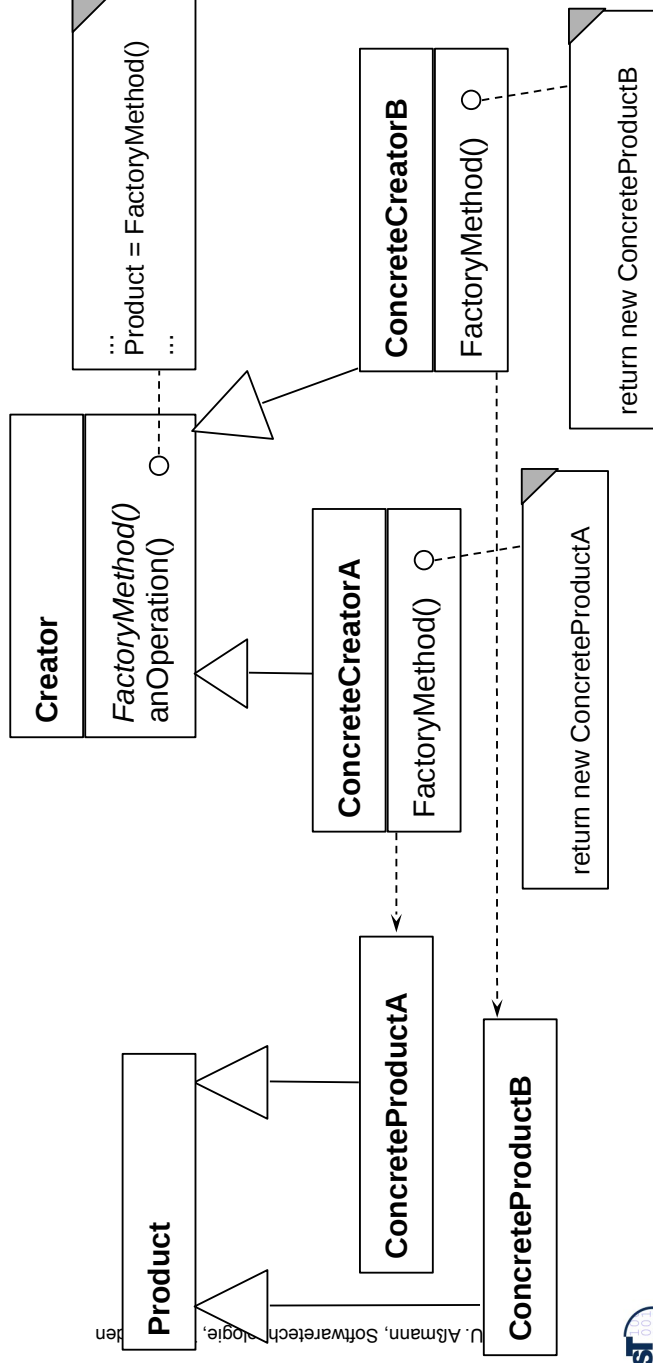 Creator
FactoryMethod()
anOperation()
...
Product = FactoryMethod()
...
Product
ConcreteCreatorA
FactoryMethod()
ConcreteCreatorB
FactoryMethod()
ConcreteProductA
ConcreteProductB
return new ConcreteProductA
return new ConcreteProductB
U. Aßmann, Softwaretech